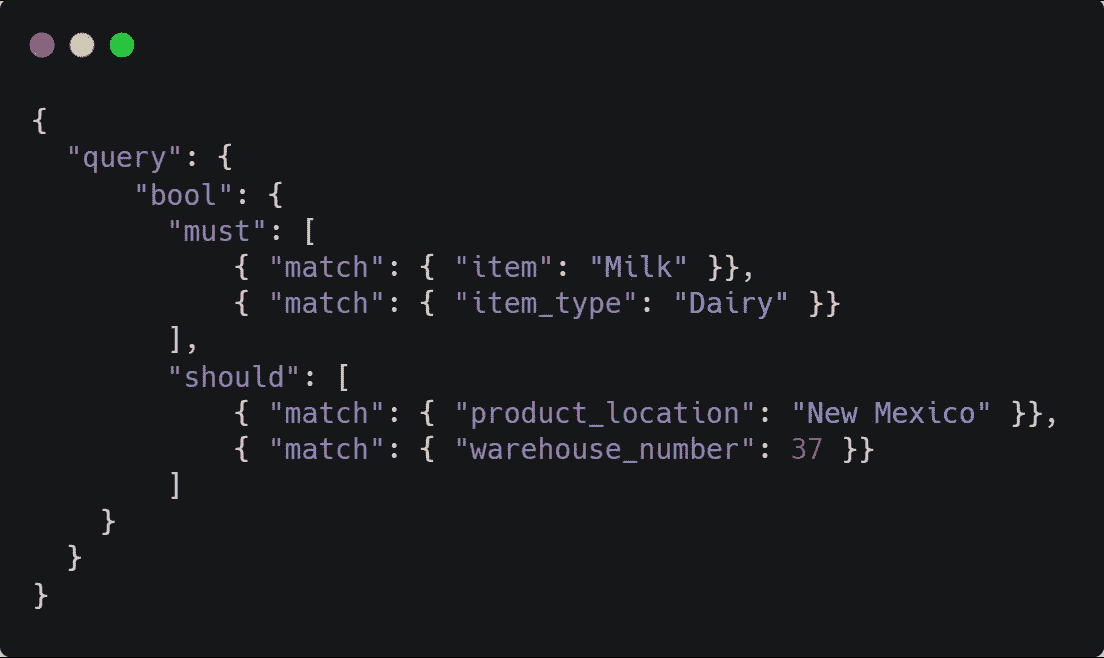 {
  "query": {
      "bool": {
        "must": [
            { "match": { "item": "Milk" }},
            { "match": { "item_type": "Dairy" }}
        ],
        "should": [
            { "match": { "product_location": "New Mexico" }},
            { "match": { "warehouse_number": 37 }}
        ]
    }
  }
}